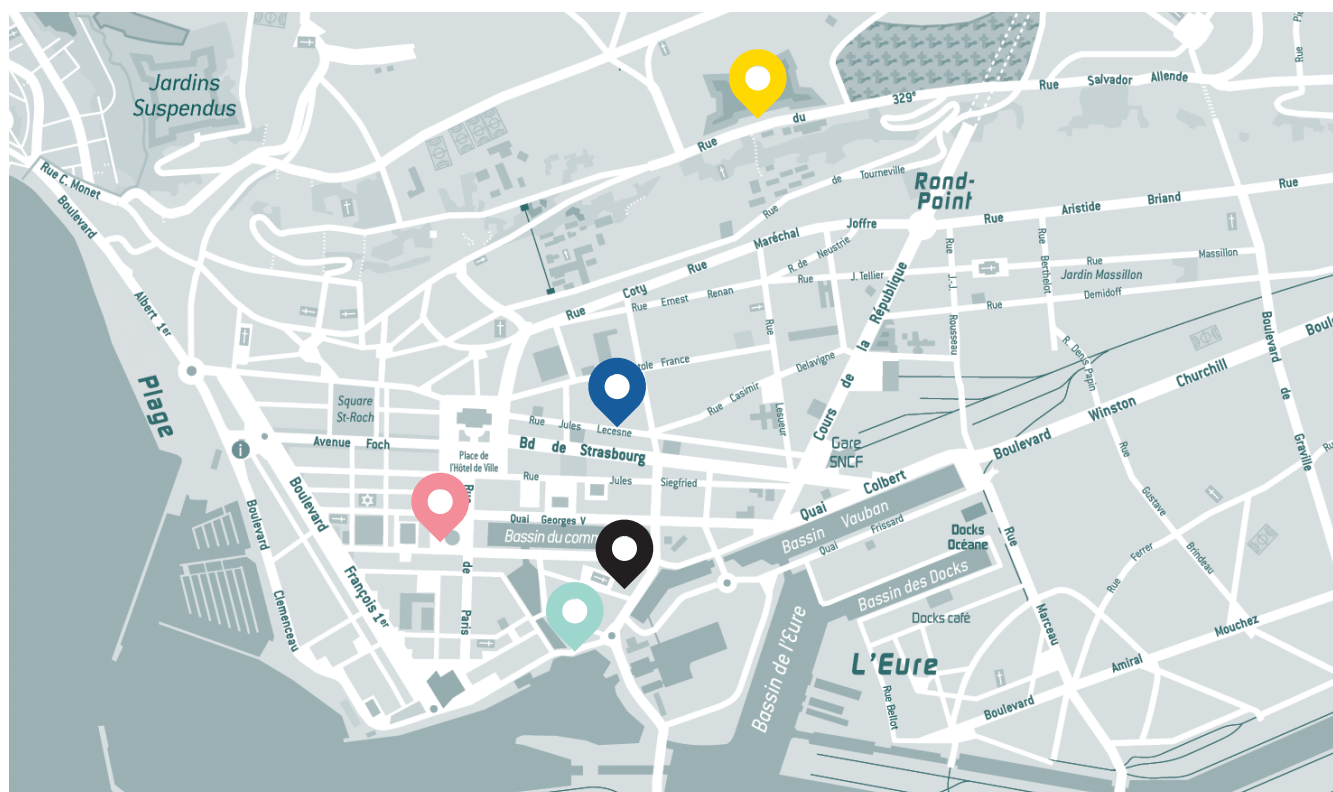 Jardins
Suspendus
Rue Salvador Allende
329e
du
Rue
Rue C. Monet
Boulevard
Albert 1er
Plage
de Tourneville
Rue
Rond-
Point
Rue Aristide Briand Rue
Joffre
Maréchal
Rue
Coty
Rue
R. de Neustrie
Rue J. Tellier
Rue Ernest Renan
Rue Massillon
Jardin Massillon
Rue Demidoff
Rue Berthelot
Rue J.-J. Rousseau
Cours de la République
Rue Lesueur
Rue Casimir Delavigne
tole France
Square
St-Roch
Avenue Foch
Place de
l'Hôtel de Ville
Rue Jules Lecesne
Bd de Strasbourg
Rue Jules Siegfried
Gare
SNCF
R. Denis Papin
Boulevard Winston Churchill
Boul
Boulevard de Graville
Quai Colbert
Bassin Vauban
Quai Frissard
Quai Georges V
Bassin du comm
i
Boulevard Clemenceau
Boulevard François 1er
Ru
de
Paris
Docks
Océane
Bassin des Docks
Docks café
Bassin de l'Eure
L'Eure
Rue Bellot
Rue Marceau
Rue Gustave Brindeau
Rue Ferrer
Boulevard Amiral Mouchez
Rue